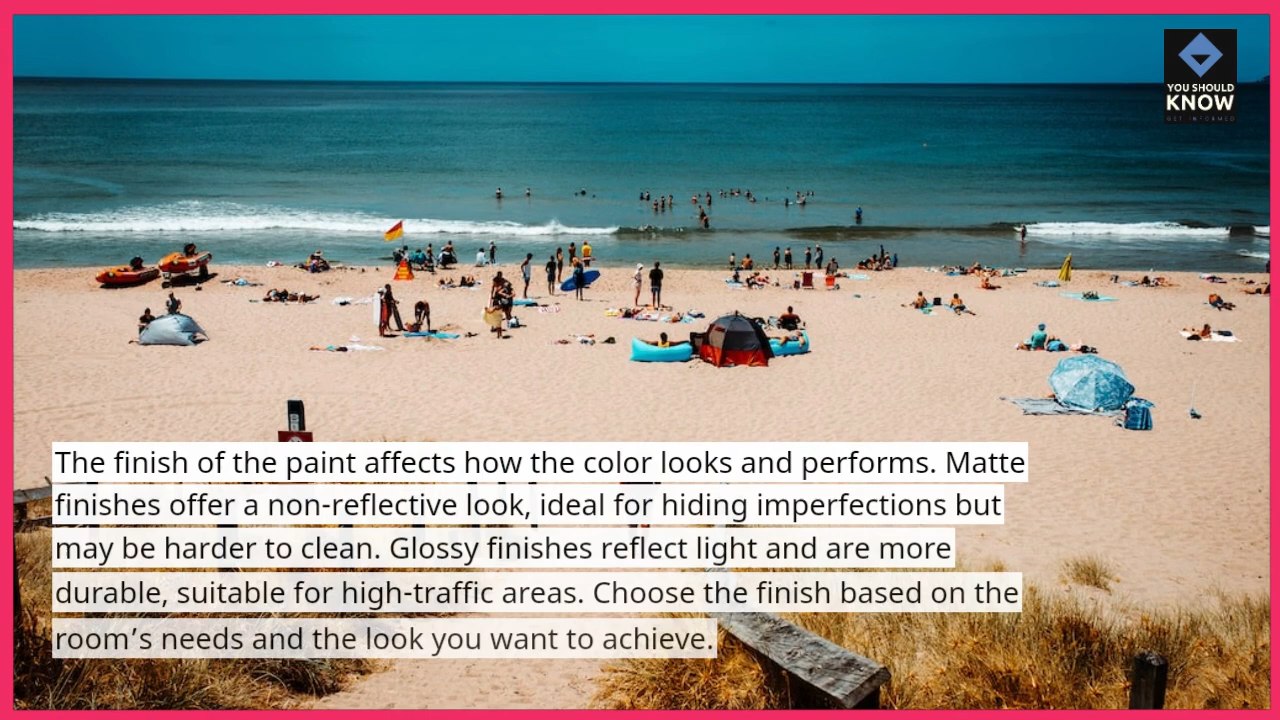 YOU SHOULD
KNOW
GET INFORMED
The finish of the paint affects how the color looks and performs. Matte
finishes offer a non-reflective look, ideal for hiding imperfections but
may be harder to clean. Glossy finishes reflect light and are more
durable, suitable for high-traffic areas. Choose the finish based on the
room’s needs and the look you want to achieve.